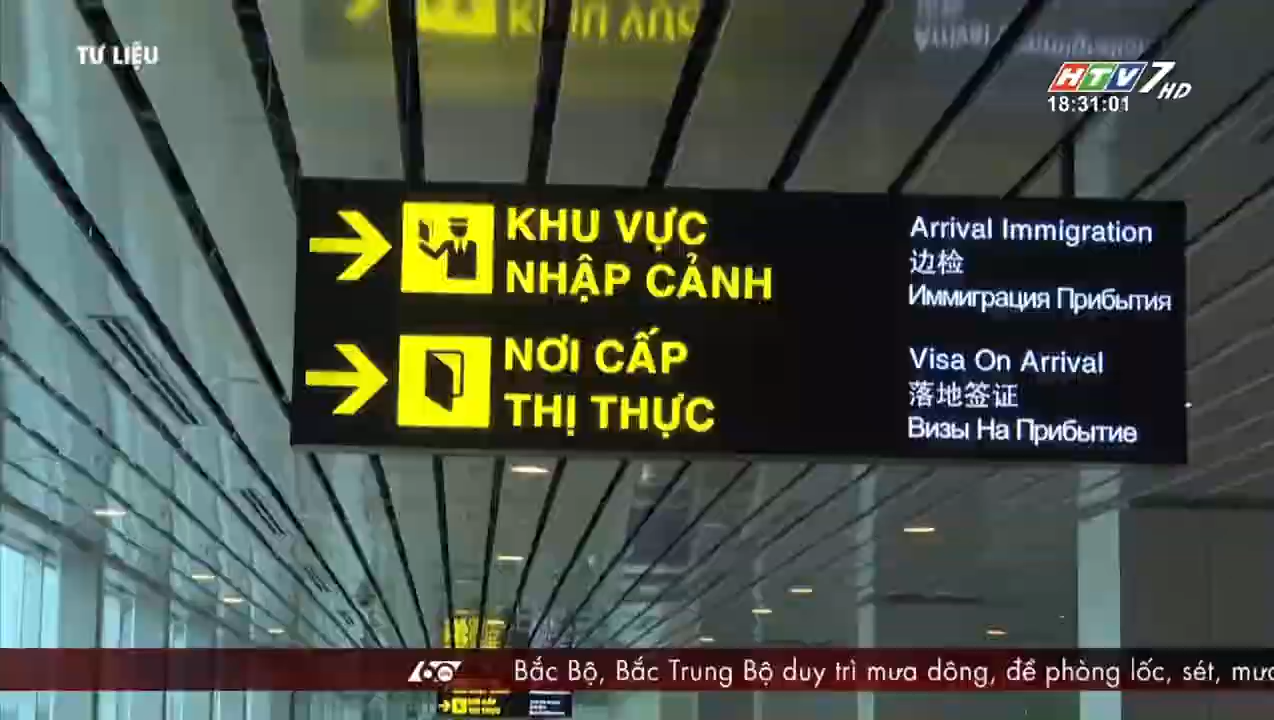 TƯ LIỆU
HTV7 HD
18:31:01
KHU VỰC
NHẬP CẢNH
Arrival Immigration
边检
Иммиграция Прибытия
NƠI CẤP
THỊ THỰC
Visa On Arrival
落地签证
Визы На Прибытие
Bắc Bộ, Bắc Trung Bộ duy trì mưa dông, đề phòng lốc, sét, mưa